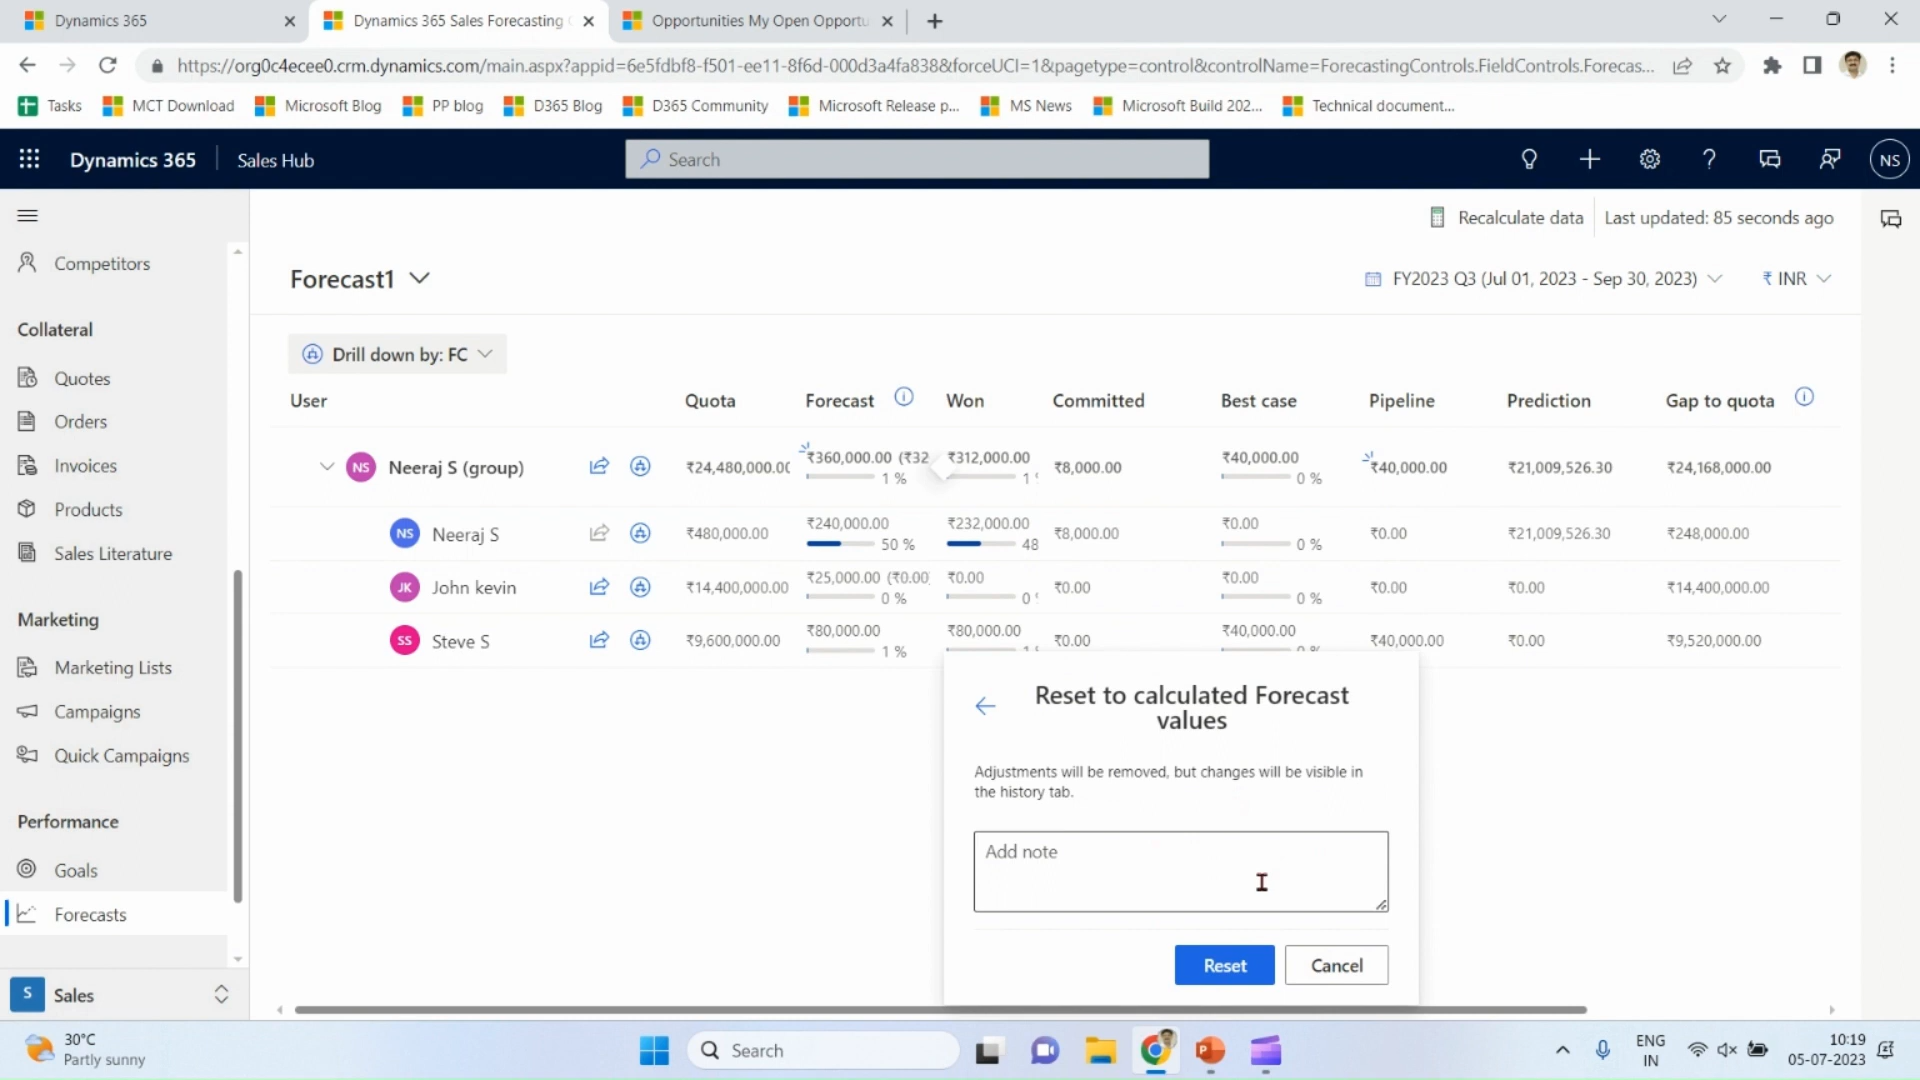 Dynamics 365
Dynamics 365 Sales Forecasting
Opportunities My Open Opportu
https://org0c4ecee0.crm.dynamics.com/main.aspx?appid=6e5fdbf8-f501-ee11-8f6d-000d3a4fa838&forceUCI=1&pagetype=control&controlName=ForecastingControls.FieldControls.Forecas...
Tasks MCT Download Microsoft Blog PP blog D365 Blog D365 Community Microsoft Release p... MS News Microsoft Build 202... Technical document...
Dynamics 365 Sales Hub Search NS
Recalculate data Last updated: 85 seconds ago
Competitors
Forecast1 FY2023 Q3 (Jul 01, 2023 - Sep 30, 2023) ₹ INR
Collateral
Drill down by: FC
Quotes
User Quota Forecast Won Committed Best case Pipeline Prediction Gap to quota
Orders
Invoices
NS Neeraj S (group) ₹24,480,000.00 ₹360,000.00 (₹32 1 % ₹312,000.00 1 ₹8,000.00 ₹40,000.00 0 % ₹40,000.00 ₹21,009,526.30 ₹24,168,000.00
Products
NS Neeraj S ₹480,000.00 ₹240,000.00 50 % ₹232,000.00 48 ₹8,000.00 ₹0.00 0 % ₹0.00 ₹21,009,526.30 ₹248,000.00
Sales Literature
JK John kevin ₹14,400,000.00 ₹25,000.00 (₹0.00 0 % ₹0.00 0 ₹0.00 ₹0.00 0 % ₹0.00 ₹0.00 ₹14,400,000.00
Marketing
SS Steve S ₹9,600,000.00 ₹80,000.00 1 % ₹80,000.00 1 ₹0.00 ₹40,000.00 0 % ₹40,000.00 ₹0.00 ₹9,520,000.00
Marketing Lists
Campaigns
Quick Campaigns
Reset to calculated Forecast
values
Adjustments will be removed, but changes will be visible in
the history tab.
Add note
Reset Cancel
Performance
Goals
Forecasts
S Sales
30°C
Partly sunny
Search
ENG
IN
10:19
05-07-2023